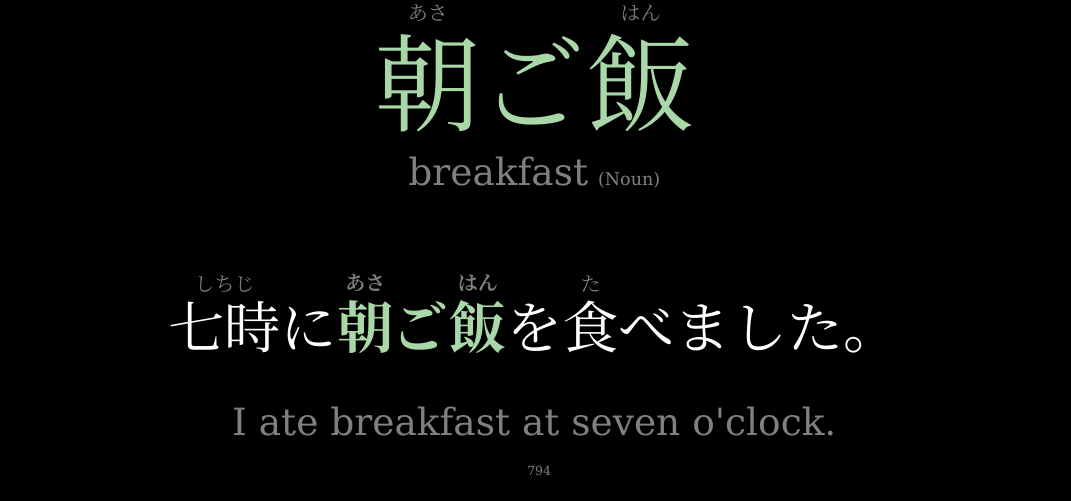 あさ はん
朝ご飯
breakfast (Noun)
しちじ あさ はん た
七時に朝ご飯を食べました。
I ate breakfast at seven o'clock.
794